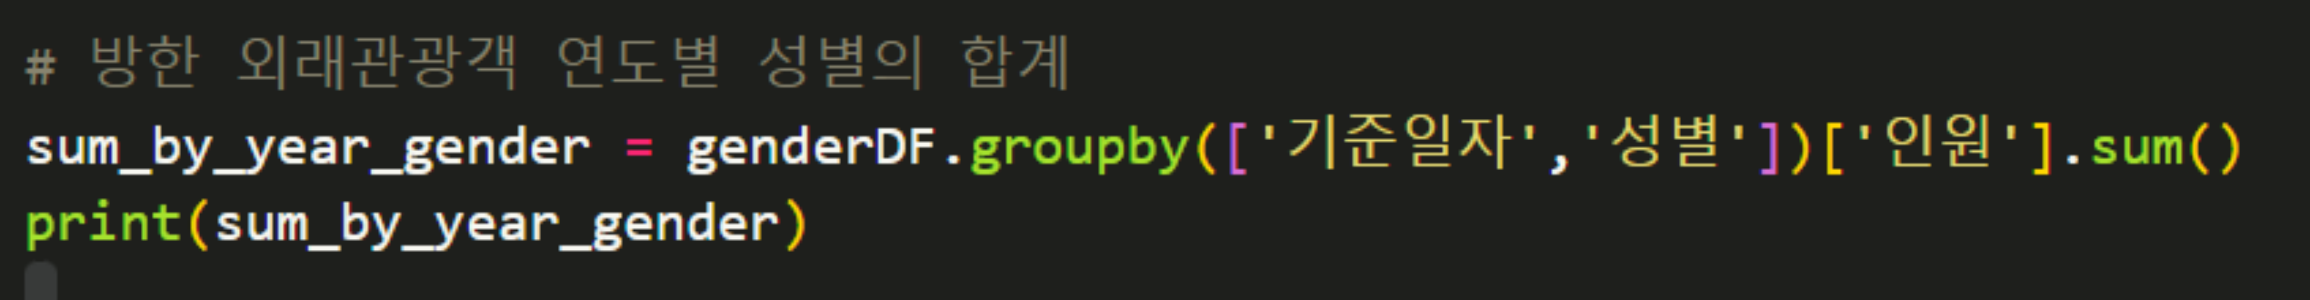 # 방한 외래관광객 연도별 성별의 합계
sum_by_year_gender = genderDF.groupby(['기준일자','성별'])['인원'].sum()
print(sum_by_year_gender)